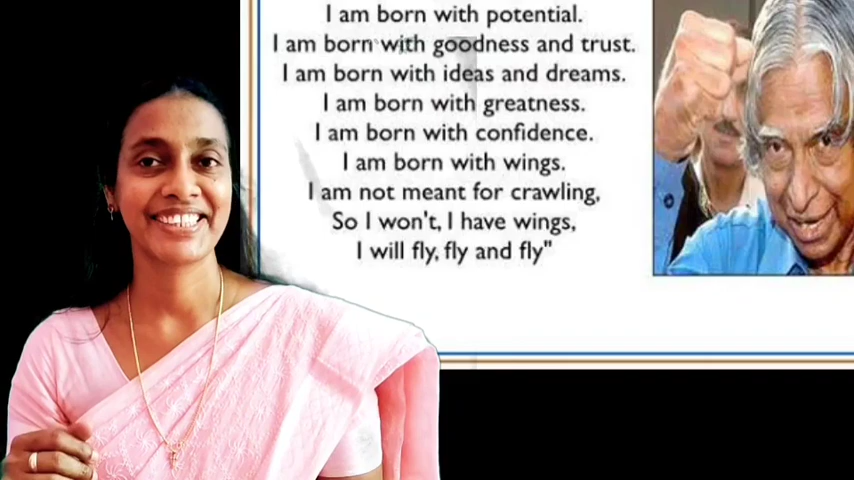 I am born with potential.
I am born with goodness and trust.
I am born with ideas and dreams.
I am born with greatness.
I am born with confidence.
I am born with wings.
I am not meant for crawling,
So I won't, I have wings,
I will fly, fly and fly"